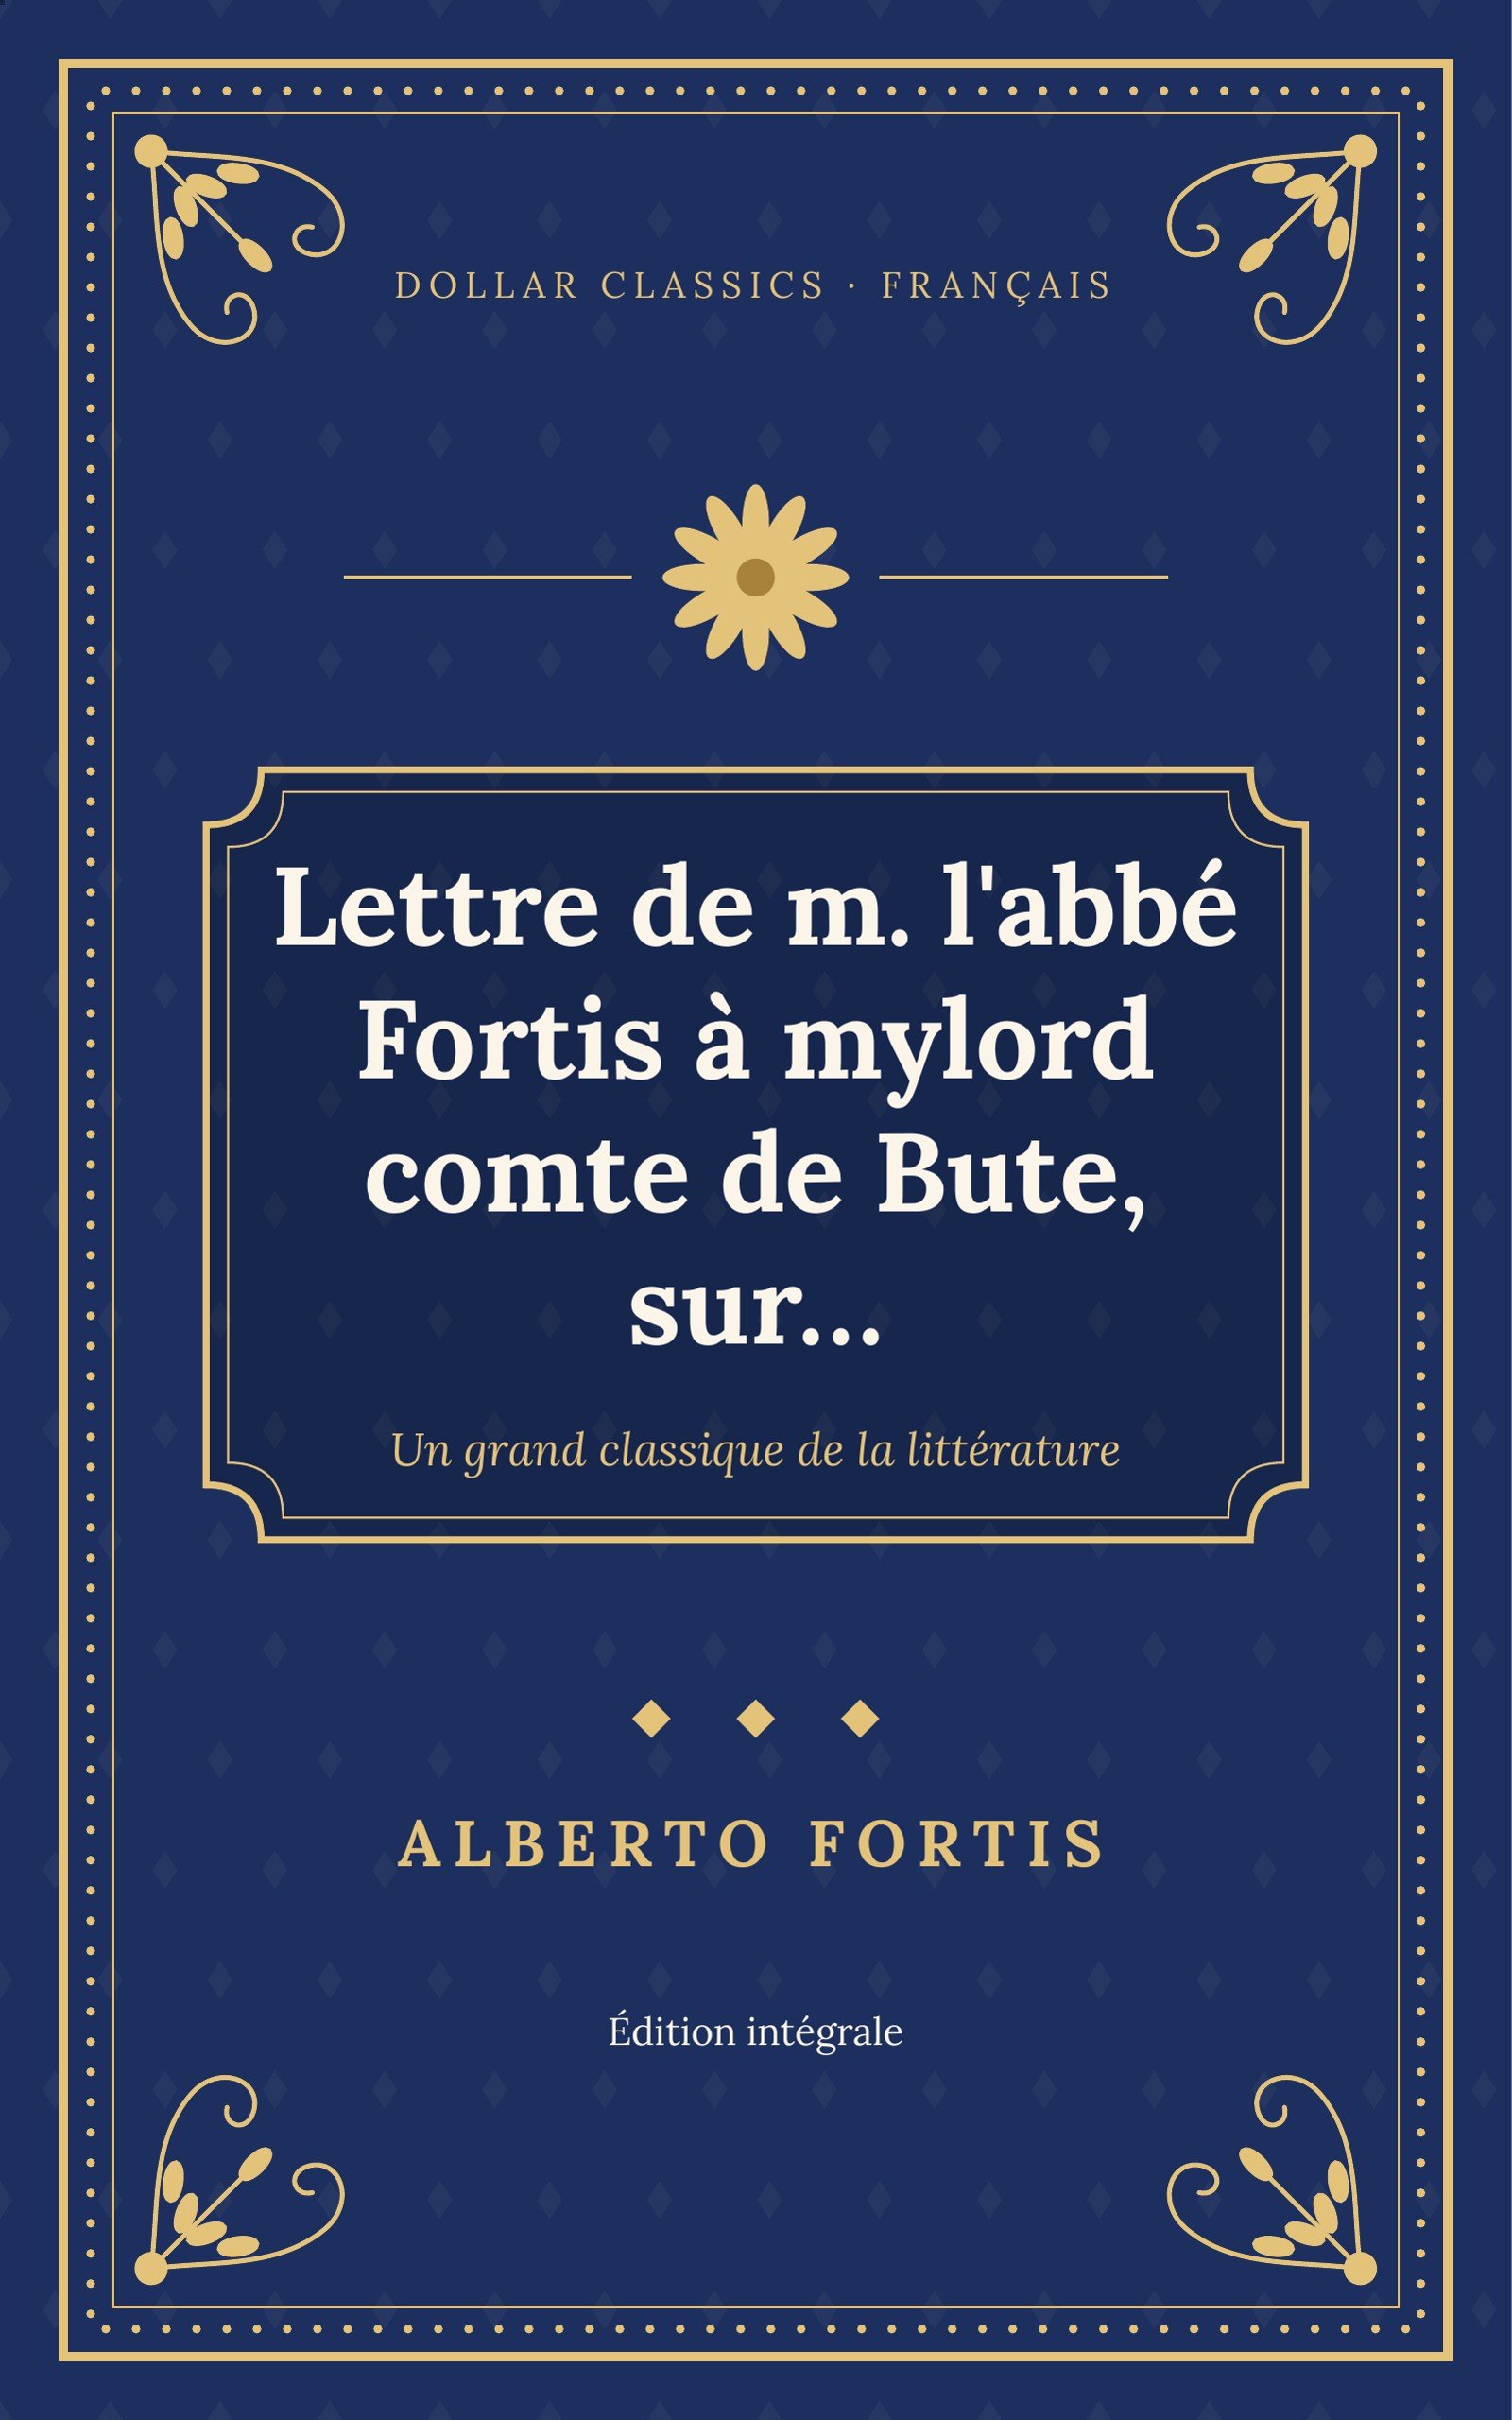 DOLLAR CLASSICS · FRANÇAIS
Lettre de m. l'abbé
Fortis à mylord
comte de Bute,
sur...
Un grand classique de la littérature
ALBERTO FORTIS
Édition intégrale